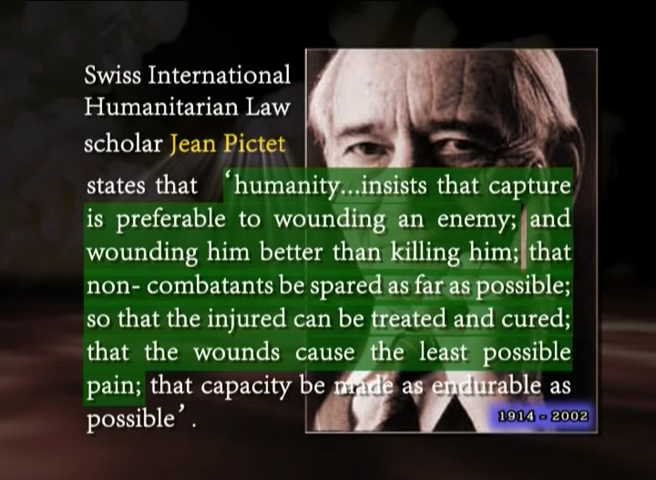 Swiss International
Humanitarian Law
scholar Jean Pictet
states that ‘humanity...insists that capture
is preferable to wounding an enemy; and
wounding him better than killing him; that
non- combatants be spared as far as possible;
so that the injured can be treated and cured;
that the wounds cause the least possible
pain; that capacity be made as endurable as
possible’ .
1914 - 2002